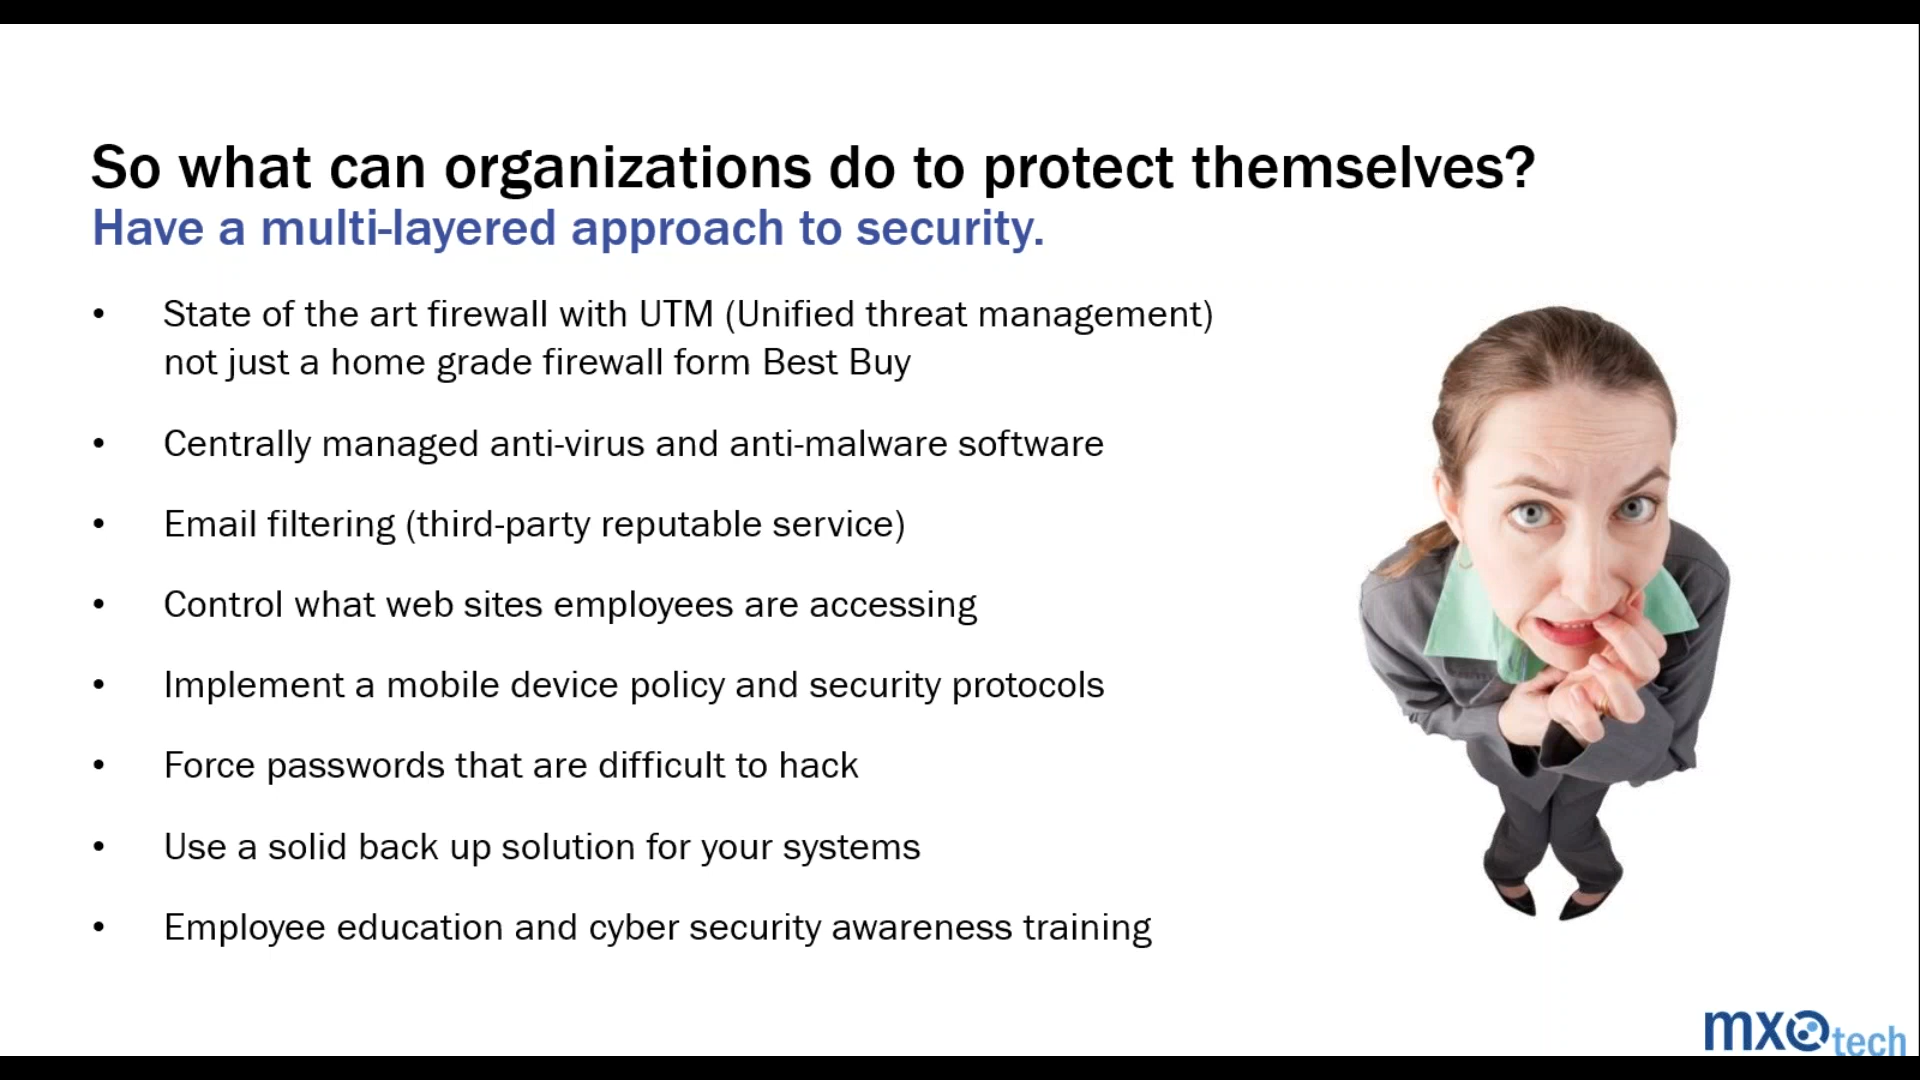 So what can organizations do to protect themselves?
Have a multi-layered approach to security.
• State of the art firewall with UTM (Unified threat management)
not just a home grade firewall form Best Buy
• Centrally managed anti-virus and anti-malware software
• Email filtering (third-party reputable service)
• Control what web sites employees are accessing
• Implement a mobile device policy and security protocols
• Force passwords that are difficult to hack
• Use a solid back up solution for your systems
• Employee education and cyber security awareness training
mxotech